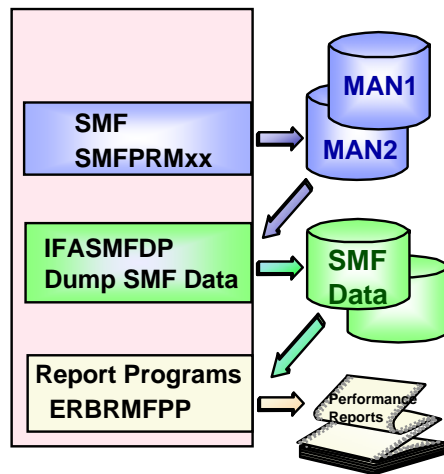 SMF
SMFPRMxx
MAN1
MAN2
IFASMFDP
Dump SMF Data
SMF
Data
Report Programs
ERBRMFPP
Performance
Reports